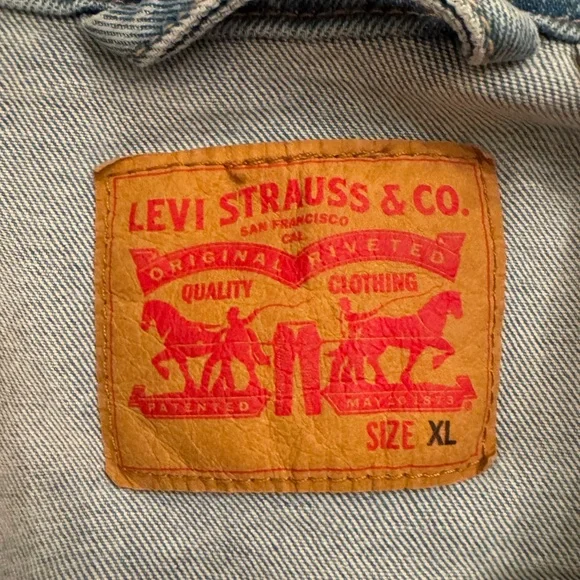 LEVI STRAUSS & CO.
SAN FRANCISCO
CAL.
ORIGINAL RIVETED
QUALITY CLOTHING
PATENTED MAY 20 1873
SIZE XL